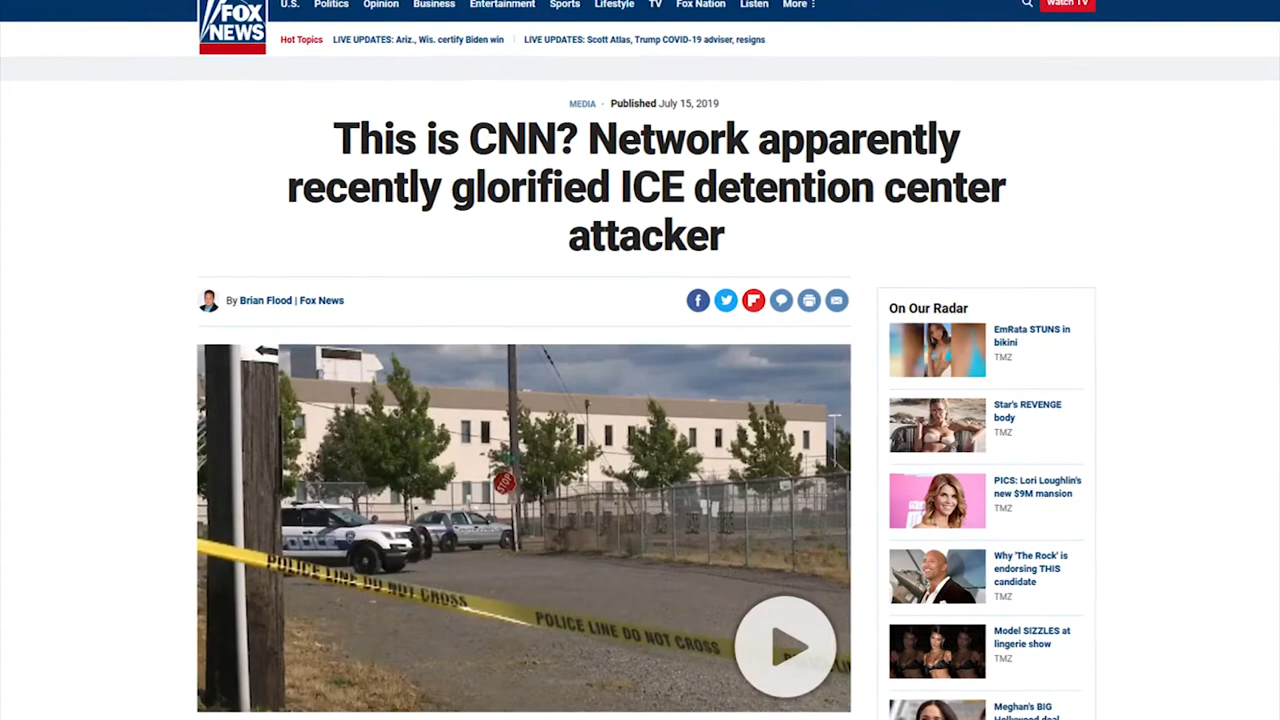 FOX
NEWS
U.S. Politics Opinion Business Entertainment Sports Lifestyle TV Fox Nation Listen More
Watch TV
Hot Topics LIVE UPDATES: Ariz., Wis. certify Biden win LIVE UPDATES: Scott Atlas, Trump COVID-19 adviser, resigns
MEDIA · Published July 15, 2019
This is CNN? Network apparently
recently glorified ICE detention center
attacker
By Brian Flood | Fox News
On Our Radar
EmRata STUNS in
bikini
TMZ
Star's REVENGE
body
TMZ
PICS: Lori Loughlin's
new $9M mansion
TMZ
Why 'The Rock' is
endorsing THIS
candidate
TMZ
Model SIZZLES at
lingerie show
TMZ
Meghan's BIG
STOP
POLICE
POLICE LINE DO NOT CROSS
POLICE LINE DO NOT CROSS